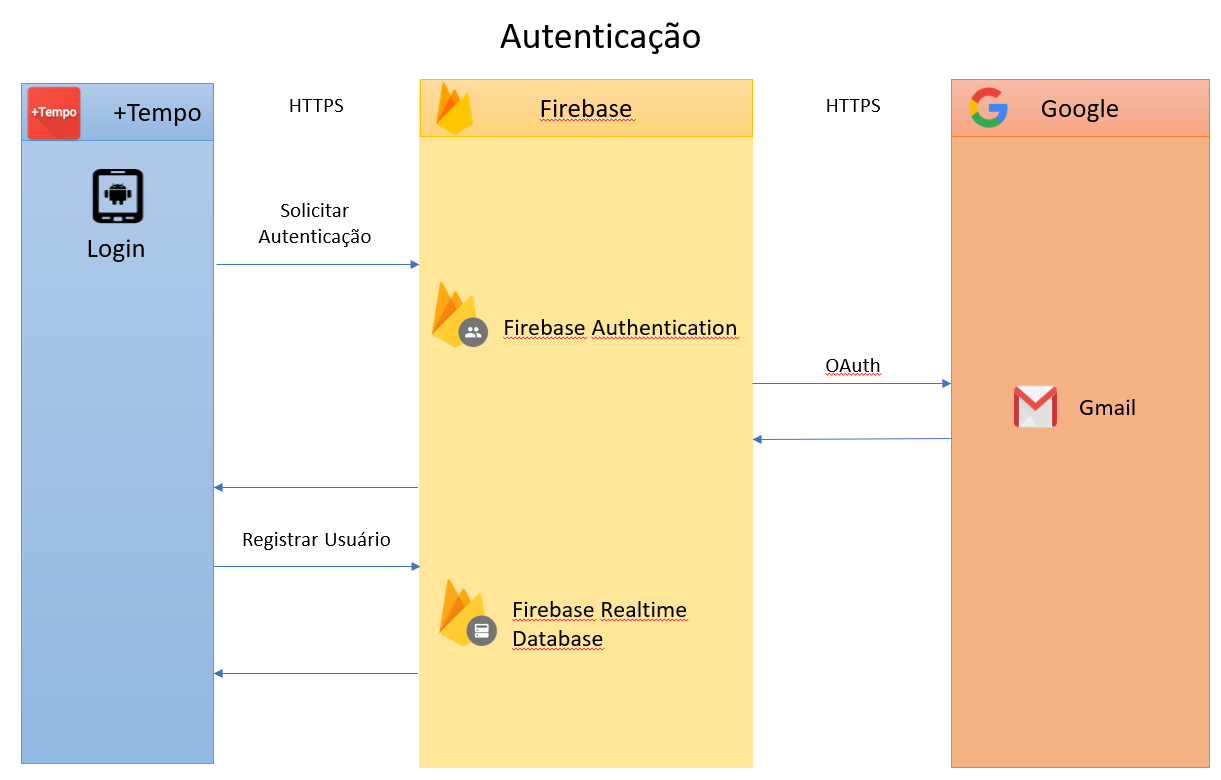 Autenticação
+Tempo
+Tempo
HTTPS
Firebase
HTTPS
Google
Login
Solicitar
Autenticação
Firebase Authentication
OAuth
Gmail
Registrar Usuário
Firebase Realtime
Database